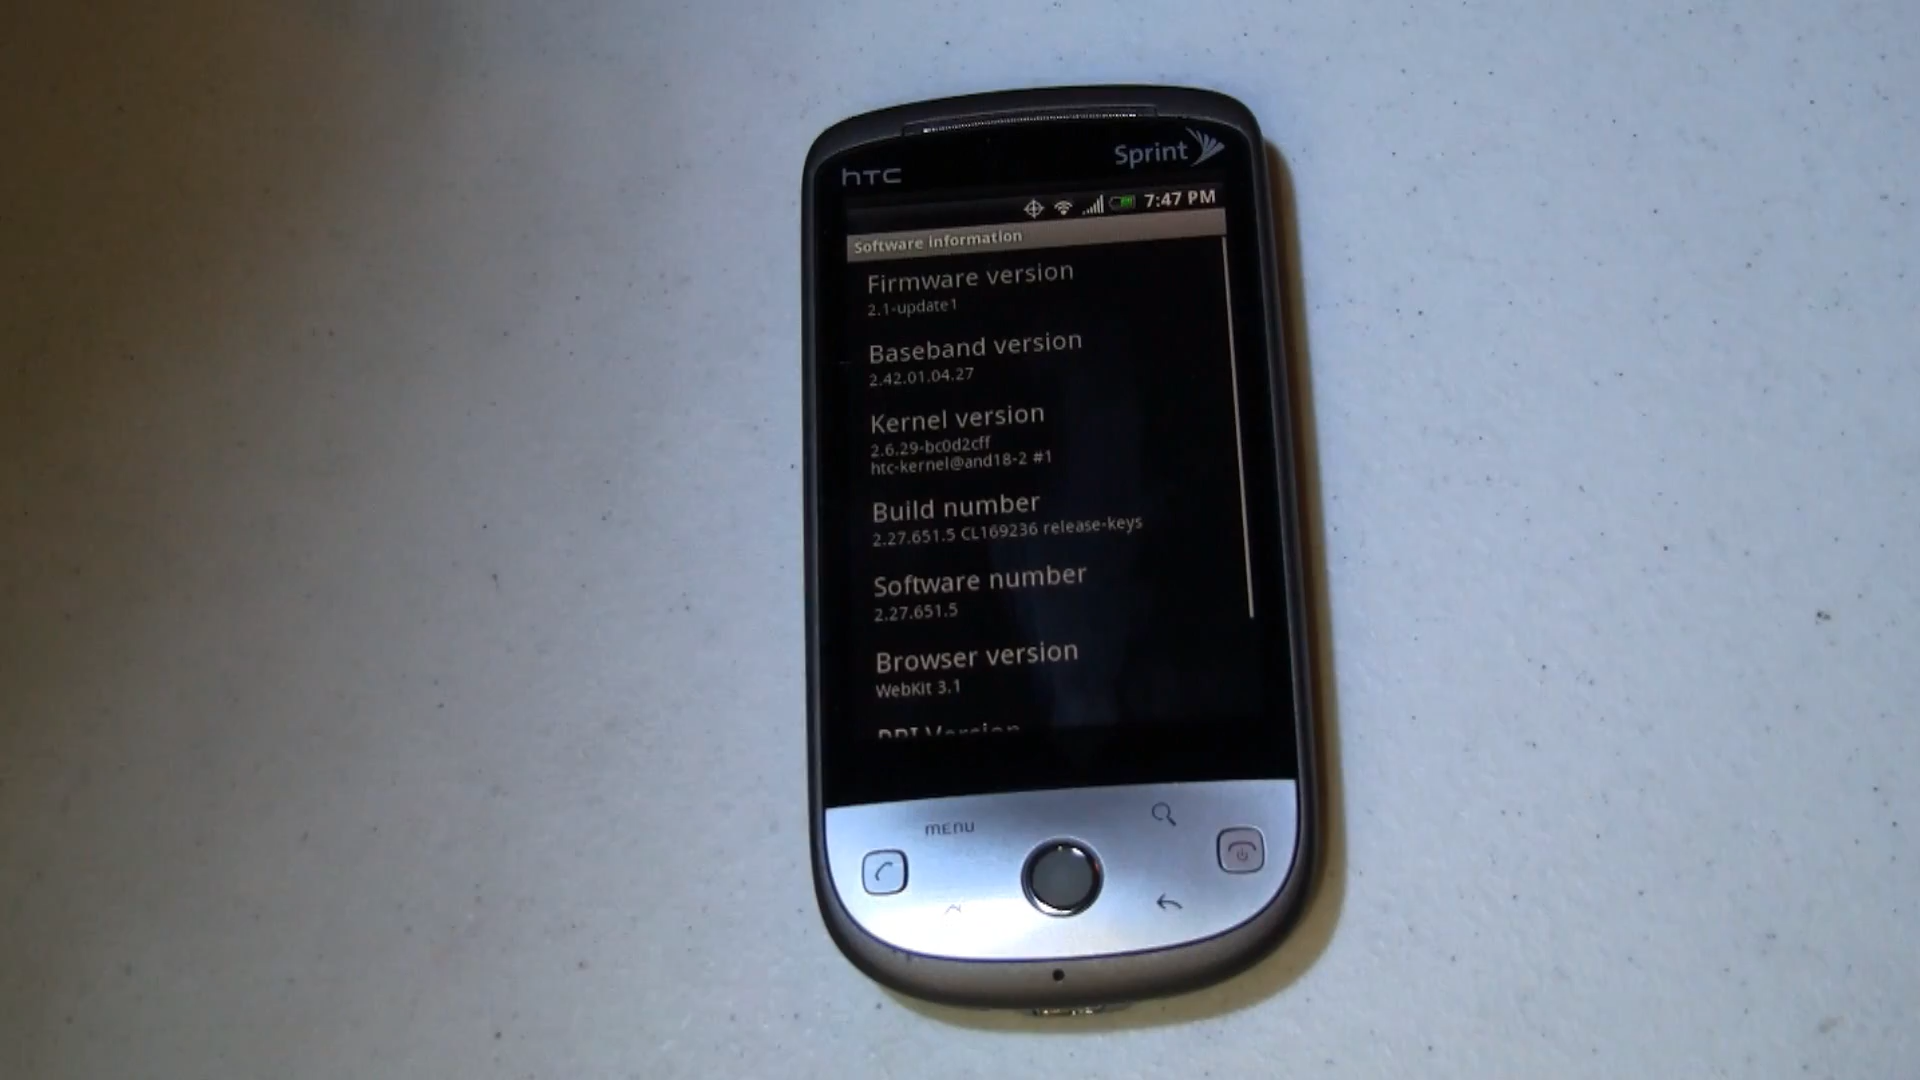 hTC
Sprint
7:47 PM
Software information
Firmware version
2.1-update1
Baseband version
2.42.01.04.27
Kernel version
2.6.29-bc0d2cff
htc-kernel@and18-2 #1
Build number
2.27.651.5 CL169236 release-keys
Software number
2.27.651.5
Browser version
WebKit 3.1
PRI Version
MENU